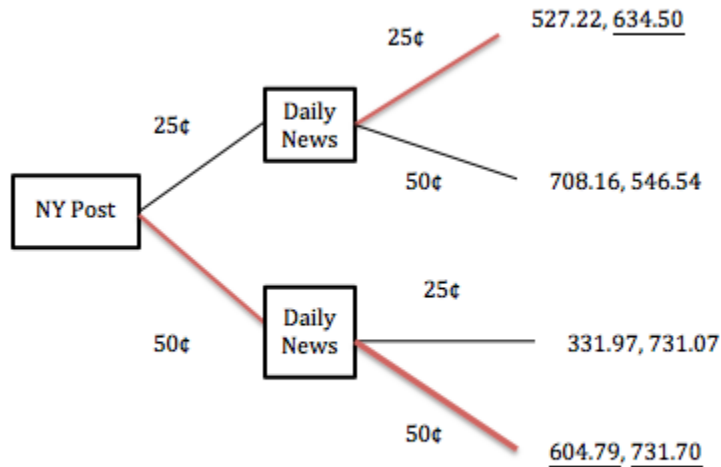 527.22, 634.50
25¢
Daily
News
25¢
50¢
708.16, 546.54
NY Post
25¢
Daily
News
50¢
331.97, 731.07
50¢
604.79, 731.70